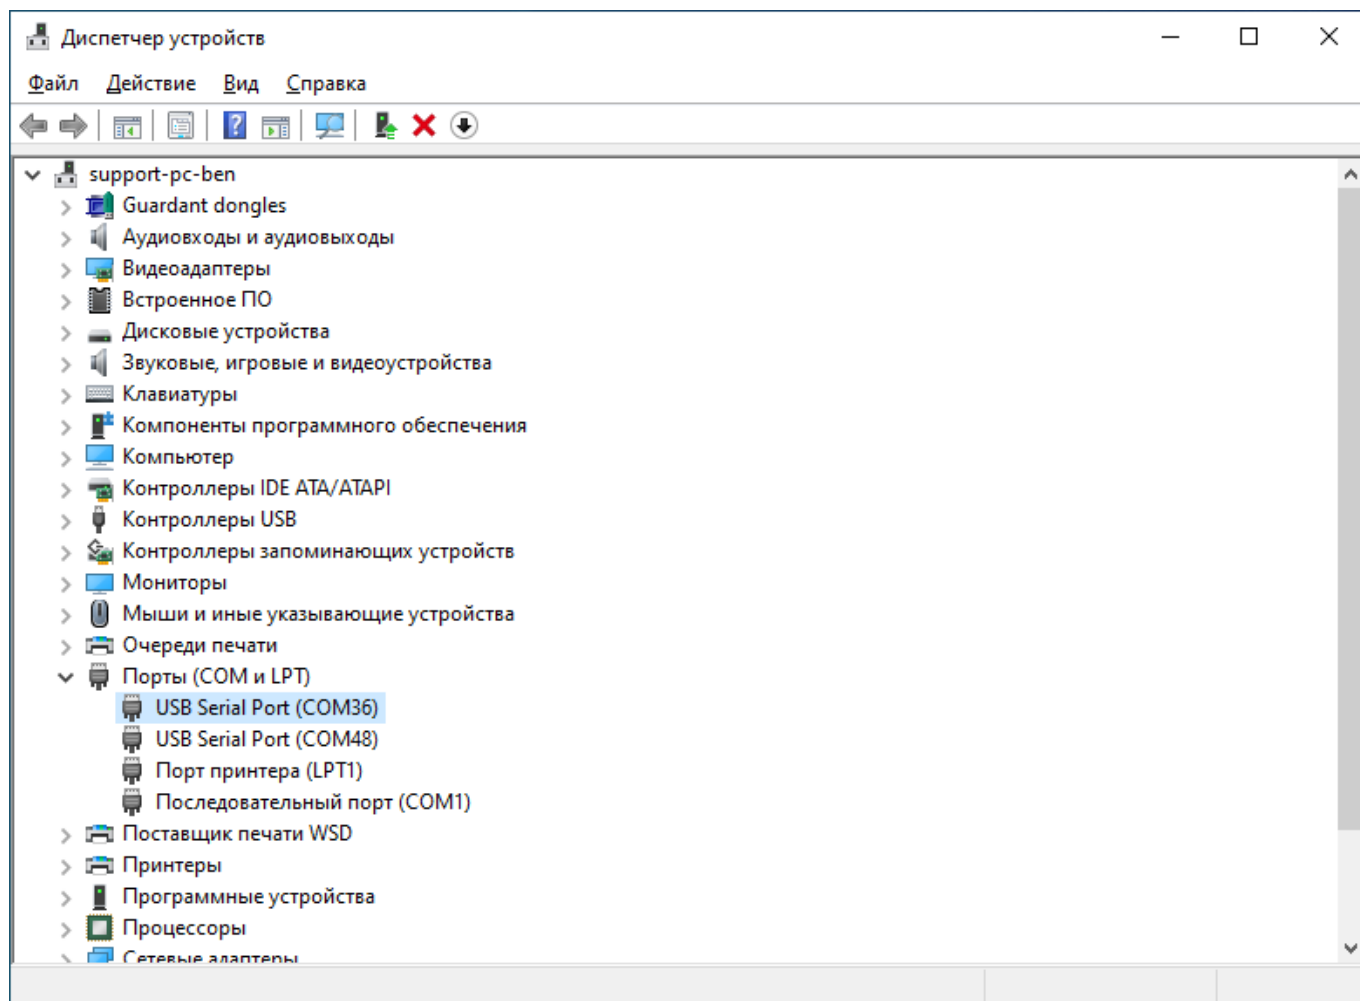 Диспетчер устройств
Файл Действие Вид Справка
support-pc-ben
Guardant dongles
Аудиовходы и аудиовыходы
Видеоадаптеры
Встроенное ПО
Дисковые устройства
Звуковые, игровые и видеоустройства
Клавиатуры
Компоненты программного обеспечения
Компьютер
Контроллеры IDE ATA/ATAPI
Контроллеры USB
Контроллеры запоминающих устройств
Мониторы
Мыши и иные указывающие устройства
Очереди печати
Порты (COM и LPT)
USB Serial Port (COM36)
USB Serial Port (COM48)
Порт принтера (LPT1)
Последовательный порт (COM1)
Поставщик печати WSD
Принтеры
Программные устройства
Процессоры
Сетевые адаптеры